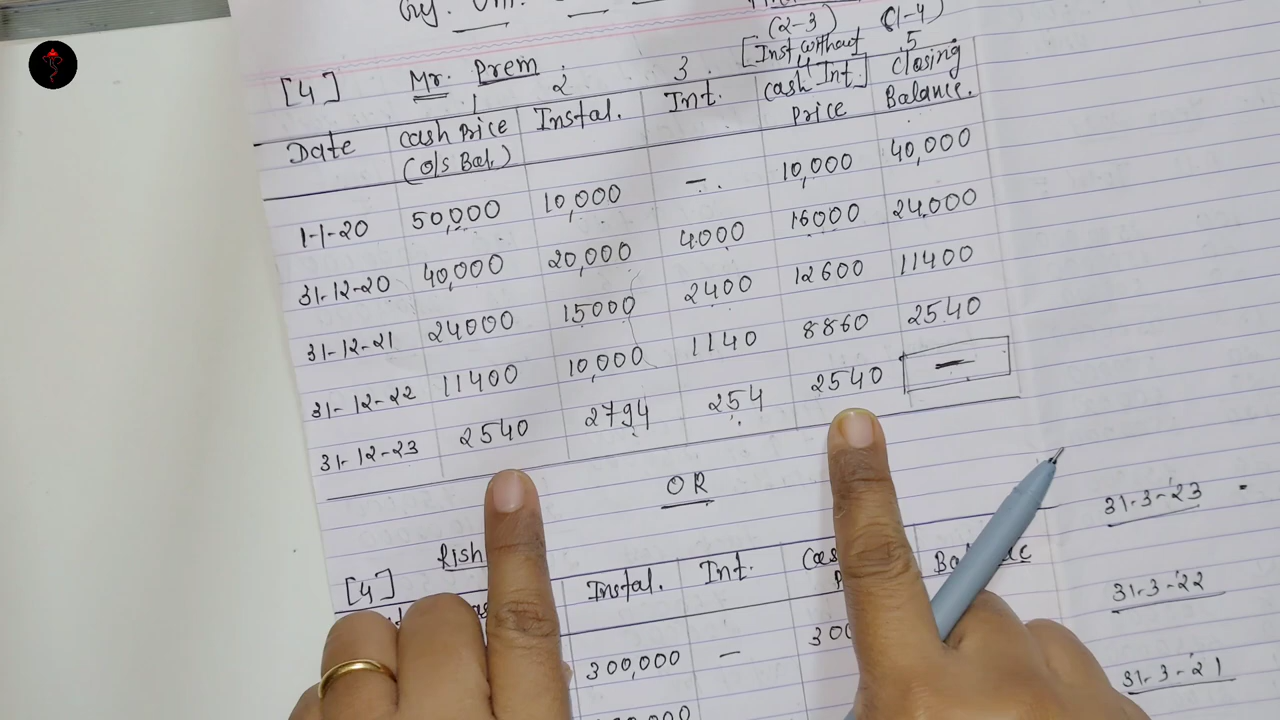 (2-3) (1-4)
[4] Mr. Prem 1 2 3 [Inst. without 4 5
Date Cash Price (O/S Bal) Instal. Int. Cash Int] Price Closing Balance.
1-1-20 50,000 10,000 - 10,000 40,000
31-12-20 40,000 20,000 4000 16000 24,000
31-12-21 24000 15000 2400 12600 11400
31-12-22 11400 10,000 1140 8860 2540
31-12-23 2540 2794 254 2540 -
OR
31-3-23
[4] Rish
Instal. Int.
31-3-22
300,000 -
31-3-21